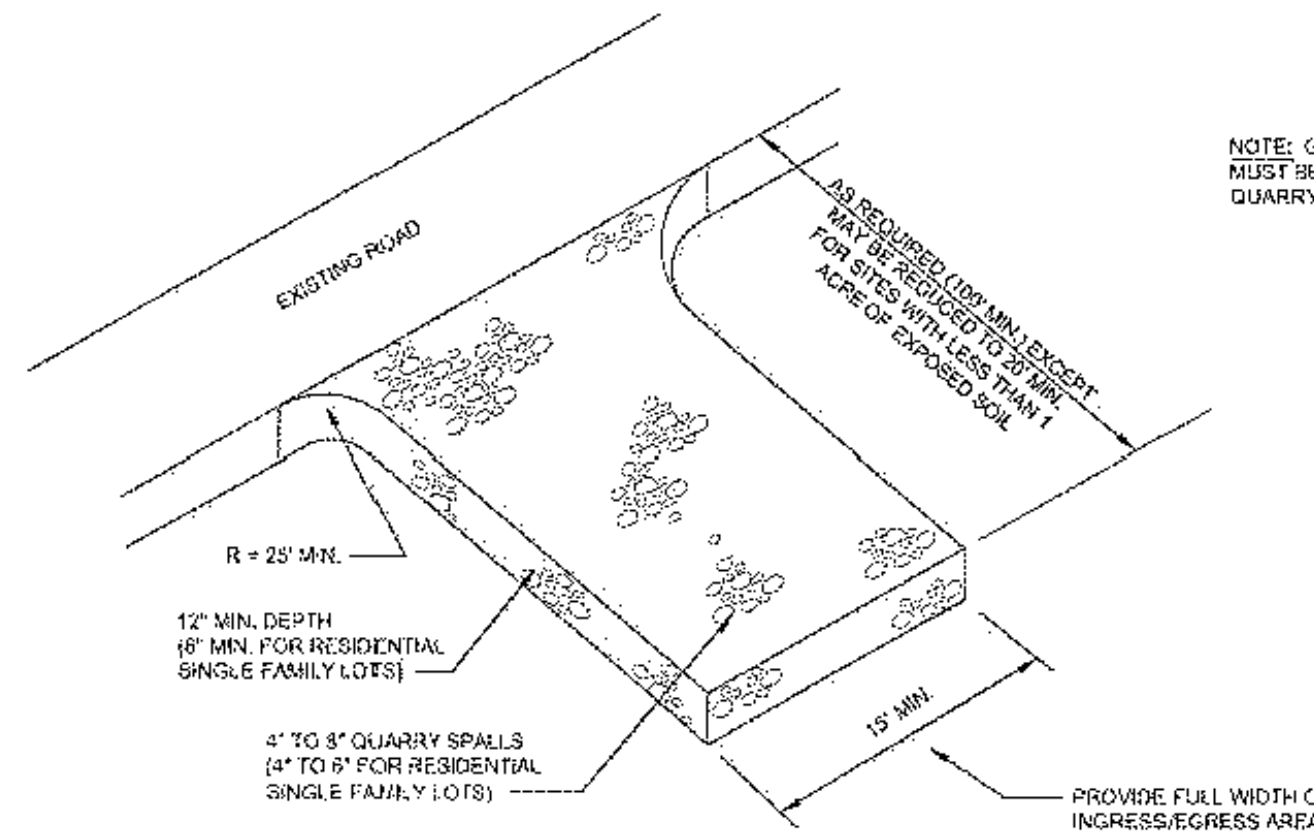 NOTE: G
MUST BE
QUARRY
EXISTING ROAD
AS REQUIRED (100' MIN.) EXCEPT
MAY BE REDUCED TO 20' MIN.
FOR SITES WITH LESS THAN 1
ACRE OF EXPOSED SOIL
R = 25' MIN.
12" MIN. DEPTH
(6" MIN. FOR RESIDENTIAL
SINGLE FAMILY LOTS)
4" TO 8" QUARRY SPALLS
(4" TO 6" FOR RESIDENTIAL
SINGLE FAMILY LOTS)
15' MIN.
PROVIDE FULL WIDTH O
INGRESS/EGRESS AREA